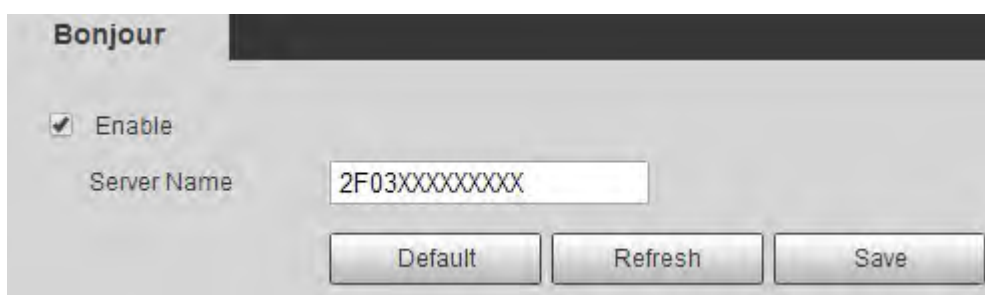 Bonjour
Enable
Server Name 2F03XXXXXXXXX
Default Refresh Save